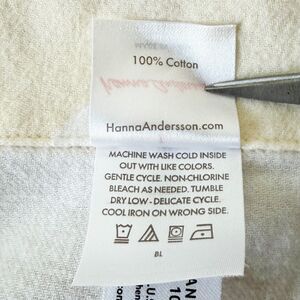 100% Cotton
HannaAndersson.com
MACHINE WASH COLD INSIDE
OUT WITH LIKE COLORS.
GENTLE CYCLE. NON-CHLORINE
BLEACH AS NEEDED. TUMBLE
DRY LOW - DELICATE CYCLE.
COOL IRON ON WRONG SIDE.
BL